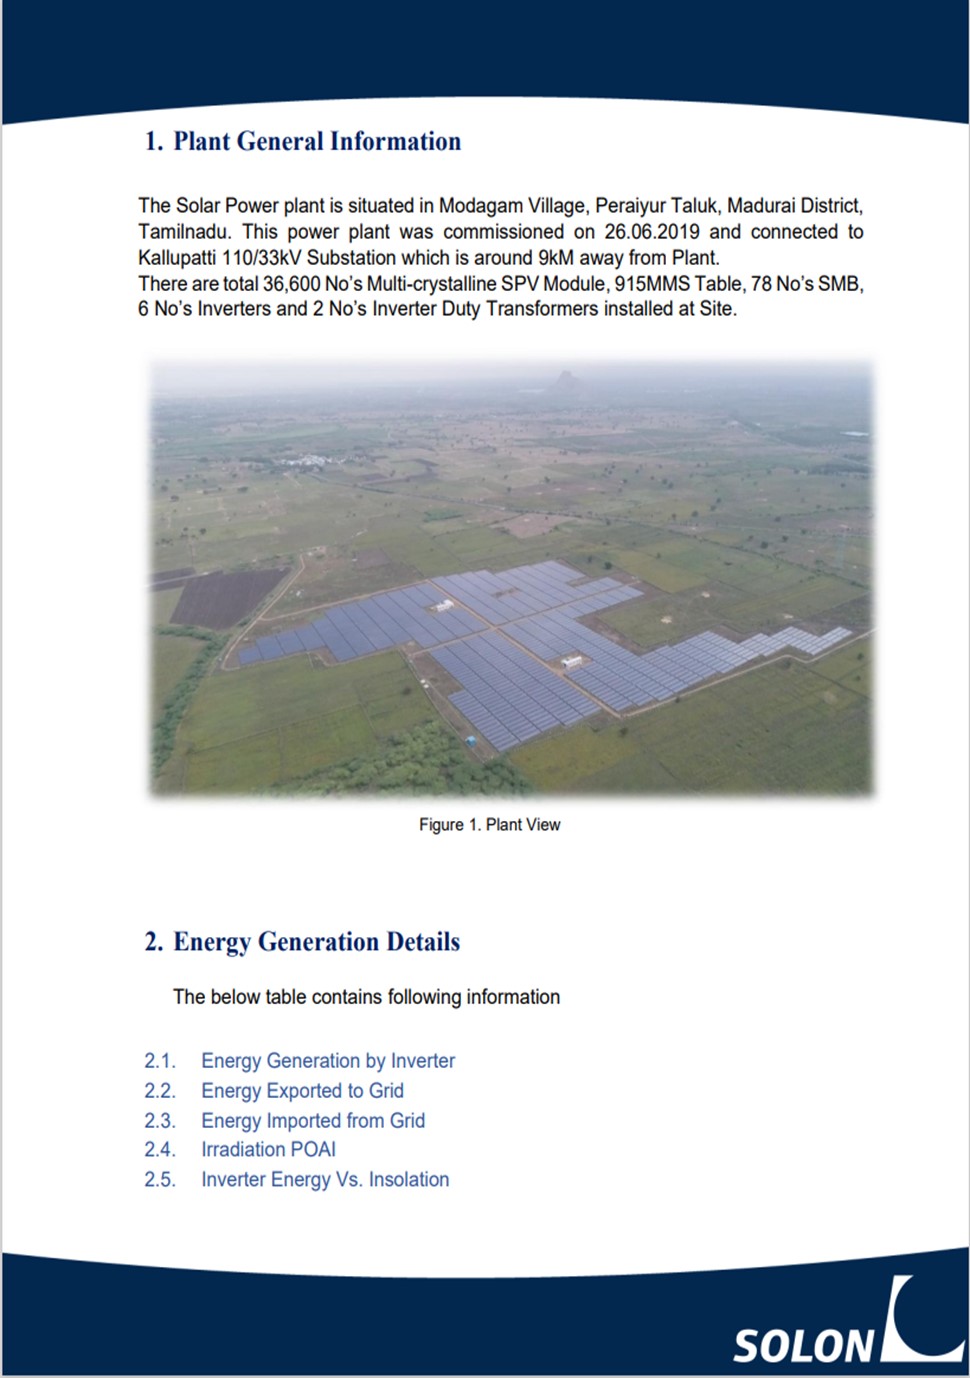 1. Plant General Information
The Solar Power plant is situated in Modagam Village, Peraiyur Taluk, Madurai District,
Tamilnadu. This power plant was commissioned on 26.06.2019 and connected to
Kallupatti 110/33kV Substation which is around 9kM away from Plant.
There are total 36,600 No's Multi-crystalline SPV Module, 915MMS Table, 78 No's SMB,
6 No's Inverters and 2 No's Inverter Duty Transformers installed at Site.
Figure 1. Plant View
2. Energy Generation Details
The below table contains following information
2.1. Energy Generation by Inverter
2.2. Energy Exported to Grid
2.3. Energy Imported from Grid
2.4. Irradiation POAI
2.5. Inverter Energy Vs. Insolation
SOLON